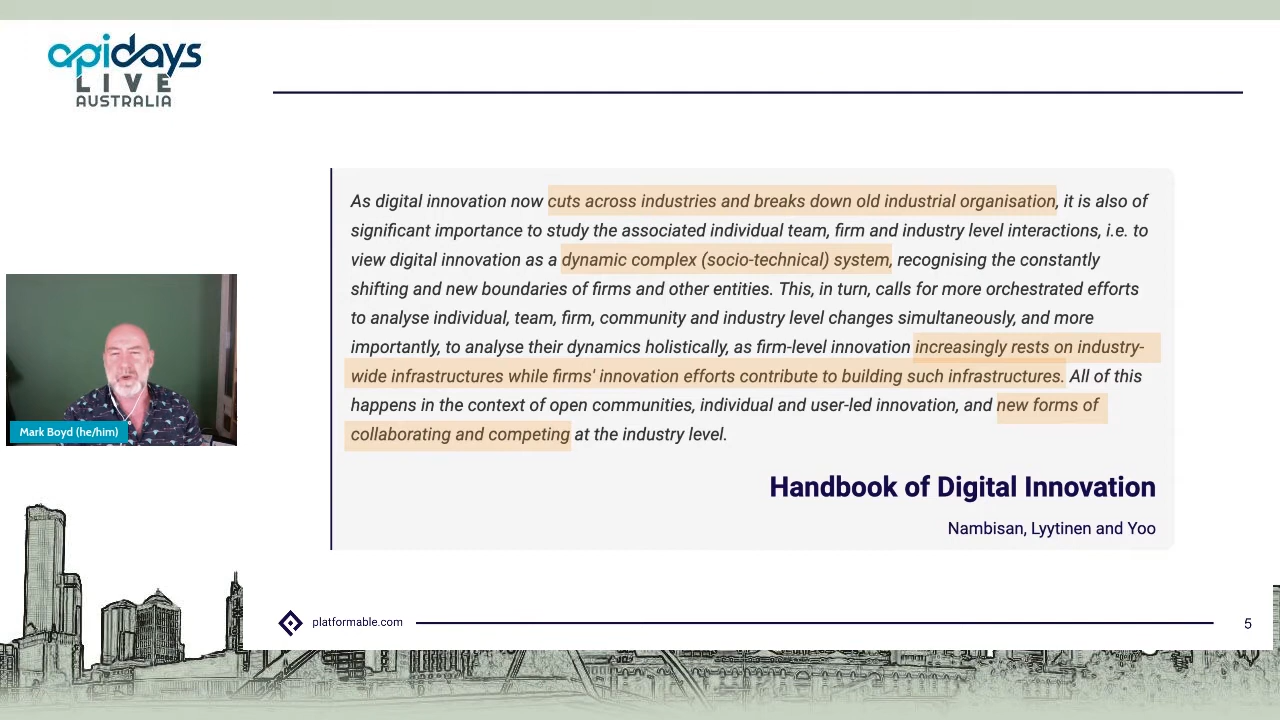 apidays
LIVE
AUSTRALIA
As digital innovation now cuts across industries and breaks down old industrial organisation, it is also of
significant importance to study the associated individual team, firm and industry level interactions, i.e. to
view digital innovation as a dynamic complex (socio-technical) system, recognising the constantly
shifting and new boundaries of firms and other entities. This, in turn, calls for more orchestrated efforts
to analyse individual, team, firm, community and industry level changes simultaneously, and more
importantly, to analyse their dynamics holistically, as firm-level innovation increasingly rests on industry-
wide infrastructures while firms' innovation efforts contribute to building such infrastructures. All of this
happens in the context of open communities, individual and user-led innovation, and new forms of
collaborating and competing at the industry level.
Handbook of Digital Innovation
Nambisan, Lyytinen and Yoo
Mark Boyd (he/him)
platformable.com
5